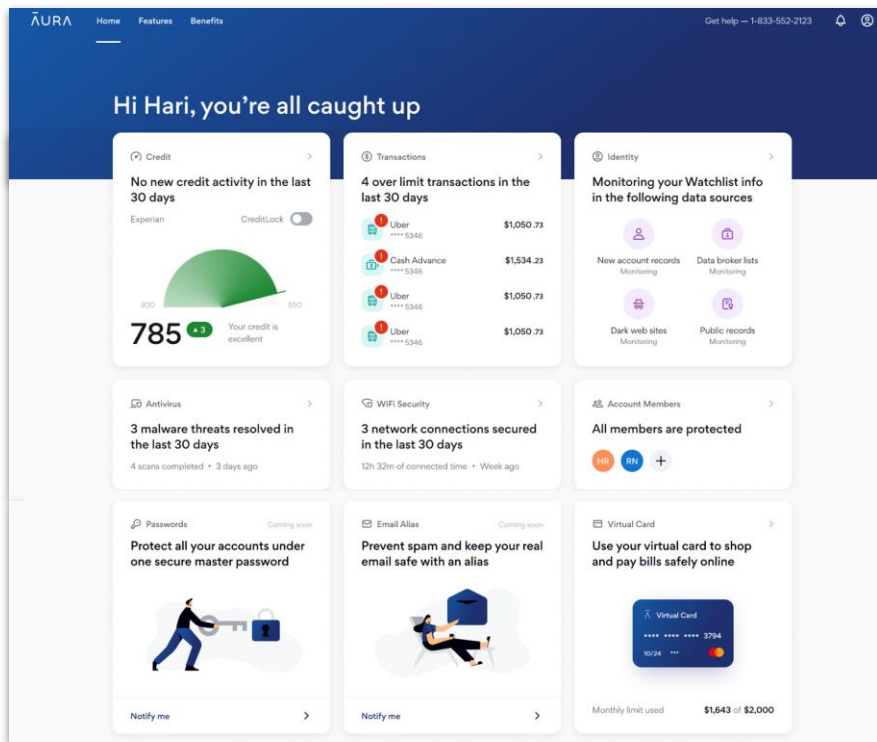 ĀURA Home Features Benefits Get help — 1-833-552-2123
Hi Hari, you're all caught up
Credit
No new credit activity in the last
30 days
Experian CreditLock
300 850
785 ▲ 3 Your credit is
excellent
Transactions
4 over limit transactions in the
last 30 days
! Uber $1,050.73
**** 5346
! Cash Advance $1,534.23
**** 5346
! Uber $1,050.73
**** 5346
! Uber $1,050.73
**** 5346
Identity
Monitoring your Watchlist info
in the following data sources
New account records
Monitoring
Data broker lists
Monitoring
Dark web sites
Monitoring
Public records
Monitoring
Antivirus
3 malware threats resolved in
the last 30 days
4 scans completed • 3 days ago
WiFi Security
3 network connections secured
in the last 30 days
12h 32m of connected time • Week ago
Account Members
All members are protected
HR RN +
Passwords Coming soon
Protect all your accounts under
one secure master password
Notify me
Email Alias Coming soon
Prevent spam and keep your real
email safe with an alias
Notify me
Virtual Card
Use your virtual card to shop
and pay bills safely online
Virtual Card
**** **** **** 3794
10/24 ***
Monthly limit used $1,643 of $2,000